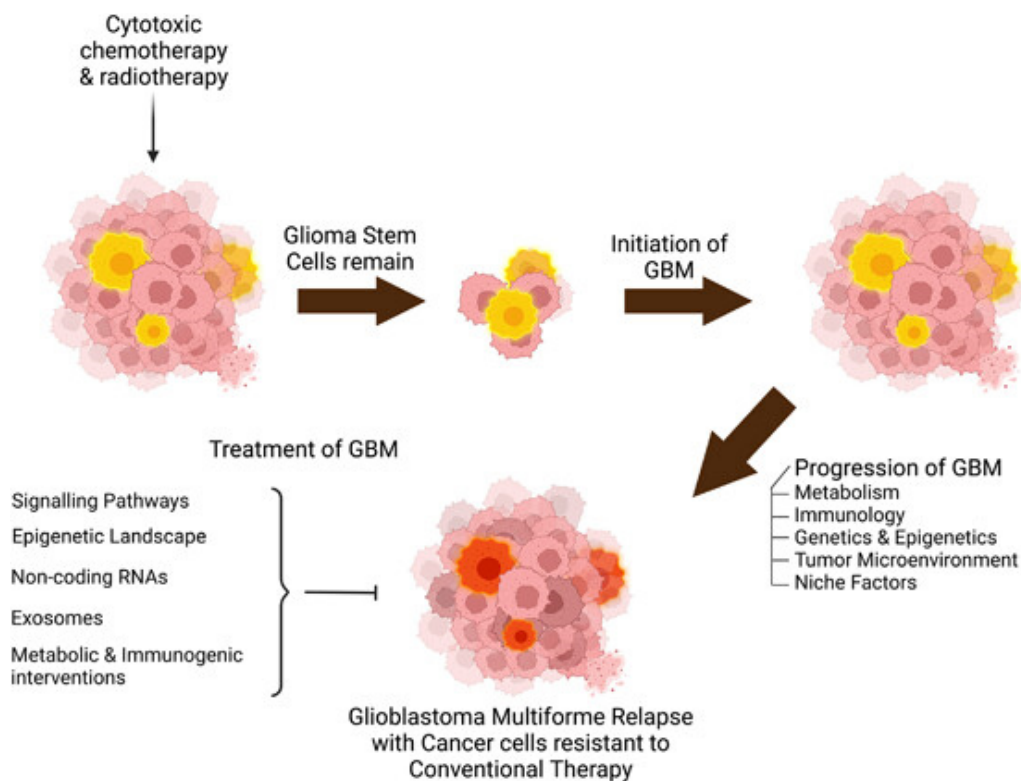 Cytotoxic
chemotherapy
& radiotherapy
Glioma Stem
Cells remain
Initiation of
GBM
Progression of GBM
Metabolism
Immunology
Genetics & Epigenetics
Tumor Microenvironment
Niche Factors
Treatment of GBM
Signalling Pathways
Epigenetic Landscape
Non-coding RNAs
Exosomes
Metabolic & Immunogenic
interventions
Glioblastoma Multiforme Relapse
with Cancer cells resistant to
Conventional Therapy